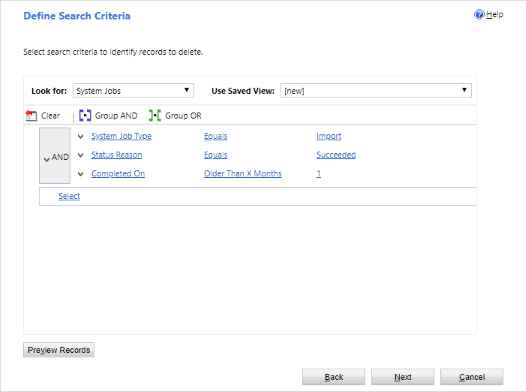 Define Search Criteria
Help
Select search criteria to identify records to delete.
Look for: System Jobs Use Saved View: [new]
Clear Group AND Group OR
System Job Type Equals Import
AND Status Reason Equals Succeeded
Completed On Older Than X Months 1
Select
Preview Records
Back Next Cancel